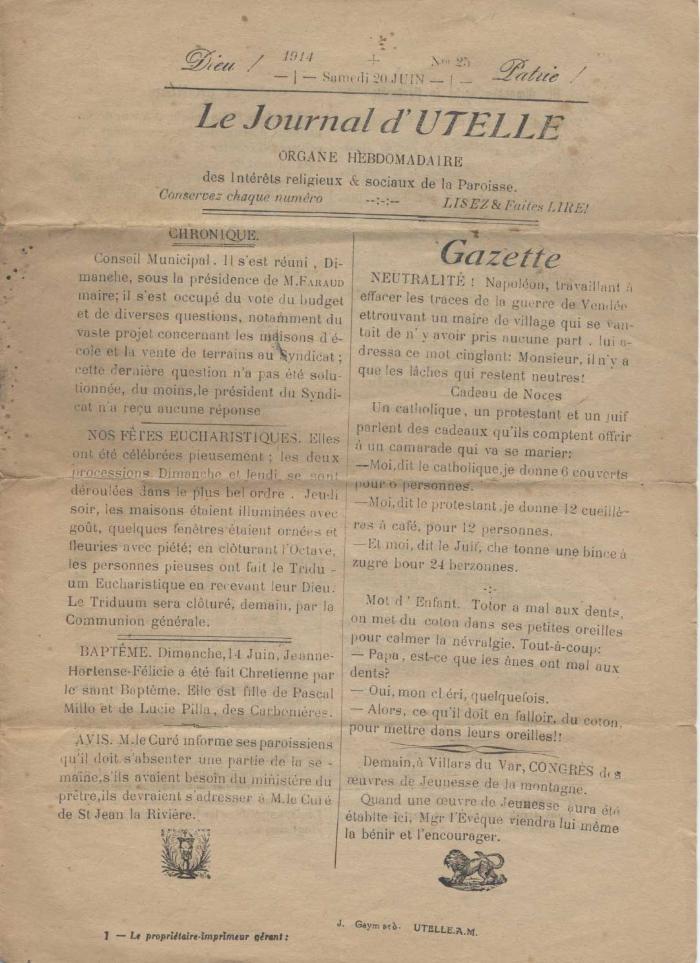 Dieu ! 1914 + Nro 25 Patrie !
— | — Samedi 20 JUIN — | —
Le Journal d'UTELLE
ORGANE HEBDOMADAIRE
des Intérêts religieux & sociaux de la Paroisse.
Conservez chaque numéro --:-:-- LISEZ & Faites LIRE!
CHRONIQUE.
Conseil Municipal. Il s'est réuni , Di-
manche, sous la présidence de M.FARAUD
maire; il s'est occupé du vote du budget
et de diverses questions, notamment du
vaste projet concernant les maisons d'é-
cole et la vente de terrains au Syndicat ;
cette dernière question n'a pas été solu-
tionnée, du moins,le président du Syndi-
cat n'a reçu aucune réponse
NOS FÊTES EUCHARISTIQUES. Elles
ont été célébrées pieusement ; les deux
processions Dimanche et Jeudi se sont
déroulées dans le plus bel ordre . Jeudi
soir, les maisons étaient illuminées avec
goût, quelques fenêtres étaient ornées et
fleuries avec piété; en clôturant l'Octave,
les personnes pieuses ont fait le Tridu -
um Eucharistique en recevant leur Dieu.
Le Triduum sera clôturé, demain, par la
Communion générale.
BAPTÊME. Dimanche,14 Juin, Jeanne-
Hortense-Félicie a été fait Chretienne par
le saint Baptême. Elle est fille de Pascal
Millo et de Lucie Pilla, des Carbonières.
AVIS. M.le Curé informe ses paroissiens
qu'il doit s'absenter une partie de la se -
maine,s'ils avaient besoin du ministère du
prêtre,ils devraient s'adresser à M.le Curé
de St Jean la Rivière.
Gazette
NEUTRALITÉ ! Napoléon, travaillant à
effacer les traces de la guerre de Vendée
ettrouvant un maire de village qui se van-
tait de n' y avoir pris aucune part , lui a-
dressa ce mot cinglant: Monsieur, il n'y a
que les lâches qui restent neutres!
Cadeau de Noces
Un catholique, un protestant et un juif
parlent des cadeaux qu'ils comptent offrir
à un camarade qui va se marier:
—Moi,dit le catholique,je donne 6 couverts
pour 6 personnes.
—Moi,dit le protestant,je donne 12 cueillè-
res à café, pour 12 personnes.
—Et moi, dit le Juif, che tonne une bince à
zugre bour 24 berzonnes.
-:-
Mot d' Enfant. Totor a mal aux dents,
on met du coton dans ses petites oreilles
pour calmer la névralgie. Tout-à-coup:
— Papa, est-ce que les ânes ont mal aux
dents?
— Oui, mon chéri, quelquefois.
— Alors, ce qu'il doit en falloir, du coton,
pour mettre dans leurs oreilles!!
Demain,à Villars du Var, CONGRÈS des
œuvres de Jeunesse de la montagne.
Quand une œuvre de Jeunesse aura été
établite ici, Mgr l'Evêque viendra lui même
la bénir et l'encourager.
1 — Le propriétaire-imprimeur gérant : J. UTELLE.A.M.